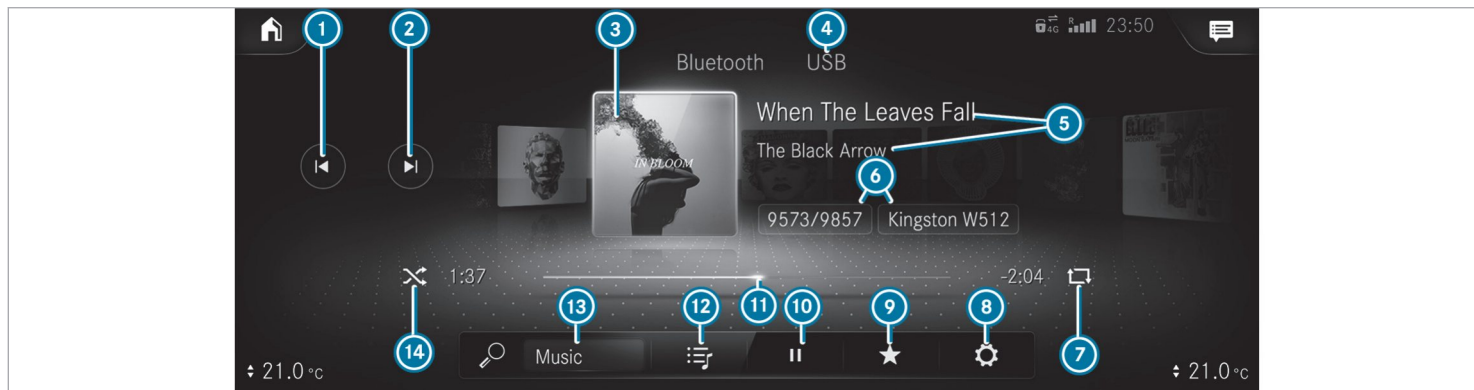 1 2 3 4
4G R 23:50
Bluetooth USB
When The Leaves Fall
5
The Black Arrow
IN BLOOM
6
9573/9857 Kingston W512
1:37 -2:04
13 12 11 10 9 8
14 Music 7
21.0 °C 21.0 °C